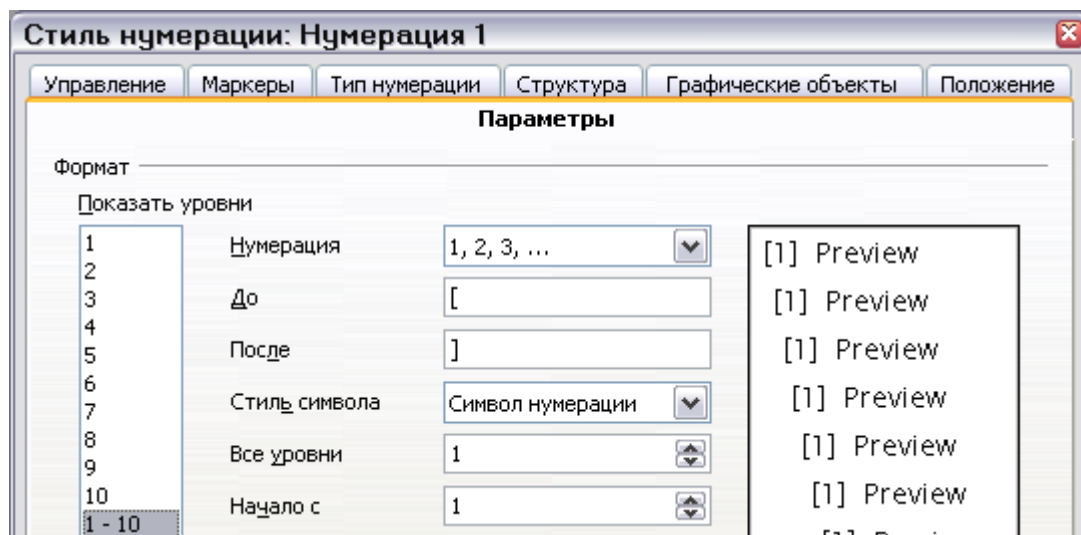 Стиль нумерации: Нумерация 1
Управление Маркеры Тип нумерации Структура Графические объекты Положение
Параметры
Формат
Показать уровни
1
2
3
4
5
6
7
8
9
10
1 - 10
Нумерация 1, 2, 3, ...
До [
После ]
Стиль символа Символ нумерации
Все уровни 1
Начало с 1
[1] Preview
[1] Preview
[1] Preview
[1] Preview
[1] Preview
[1] Preview